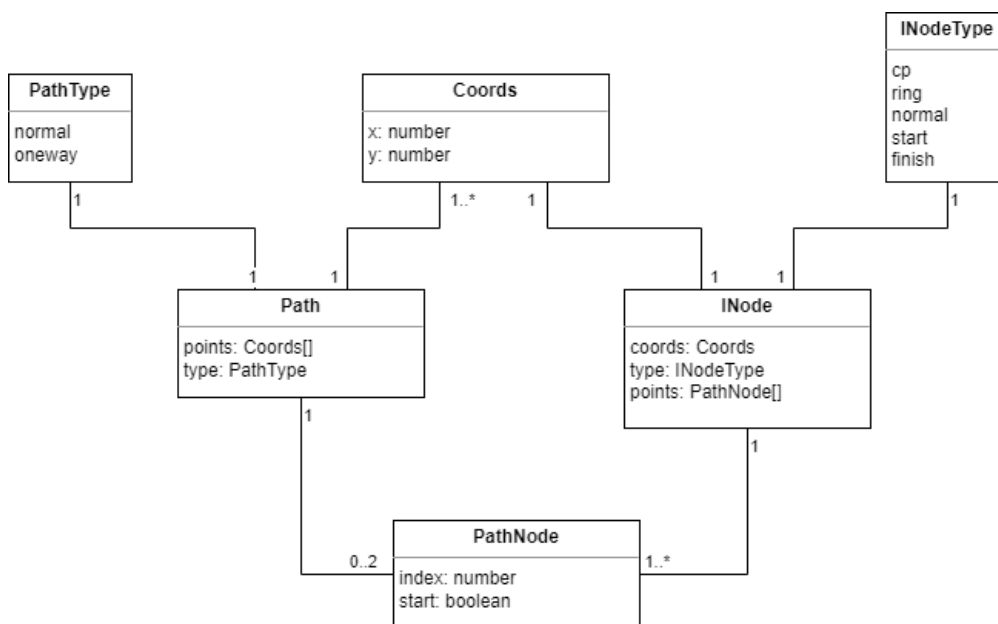 INodeType
cp
ring
normal
start
finish
PathType
normal
oneway
Coords
x: number
y: number
1
1..*
1
1
1
1
1
1
Path
points: Coords[]
type: PathType
INode
coords: Coords
type: INodeType
points: PathNode[]
1
1
PathNode
index: number
start: boolean
0..2
1..*